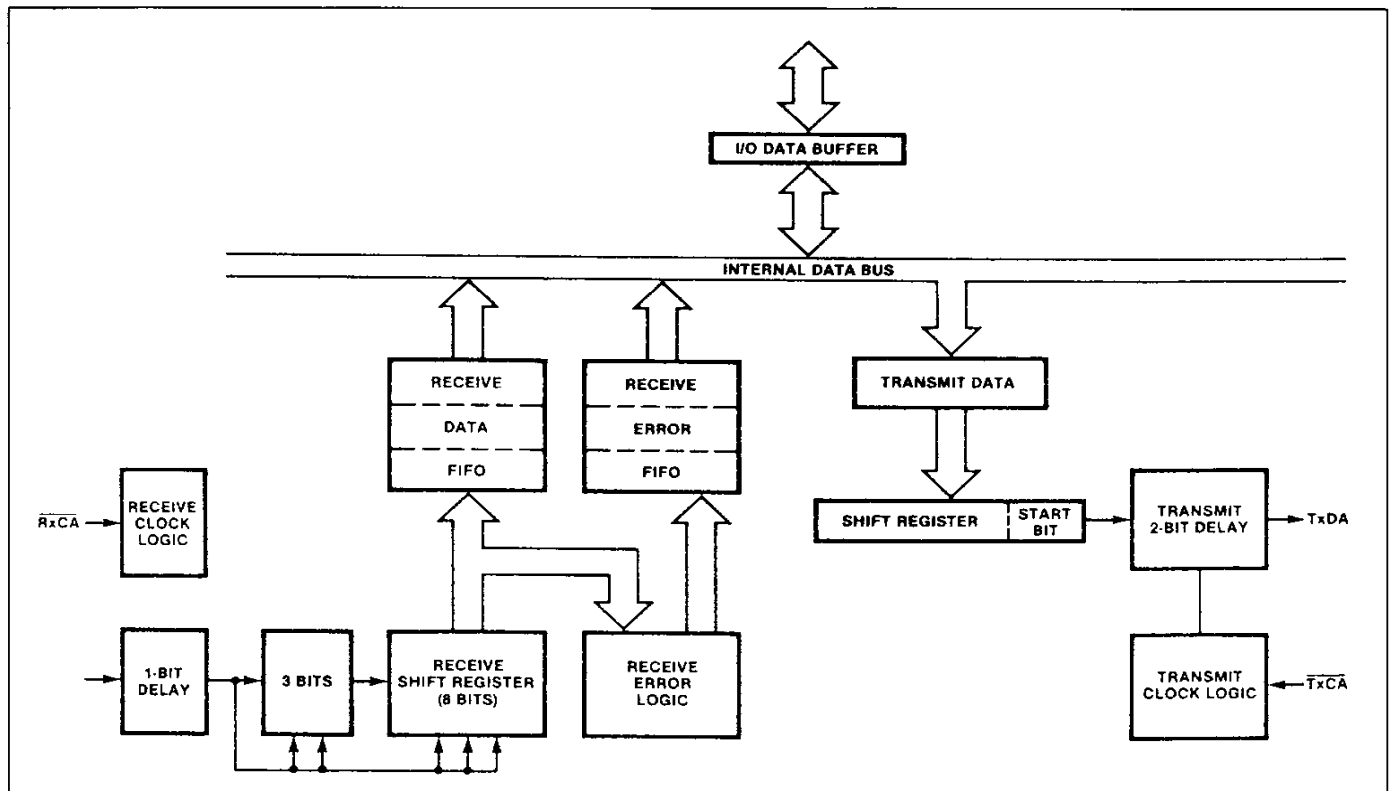 I/O DATA BUFFER
INTERNAL DATA BUS
RECEIVE
DATA
FIFO
RECEIVE
ERROR
FIFO
TRANSMIT DATA
RxCA
RECEIVE
CLOCK
LOGIC
SHIFT REGISTER
START
BIT
TRANSMIT
2-BIT DELAY
TxDA
1-BIT
DELAY
3 BITS
RECEIVE
SHIFT REGISTER
(8 BITS)
RECEIVE
ERROR
LOGIC
TRANSMIT
CLOCK LOGIC
TxCA